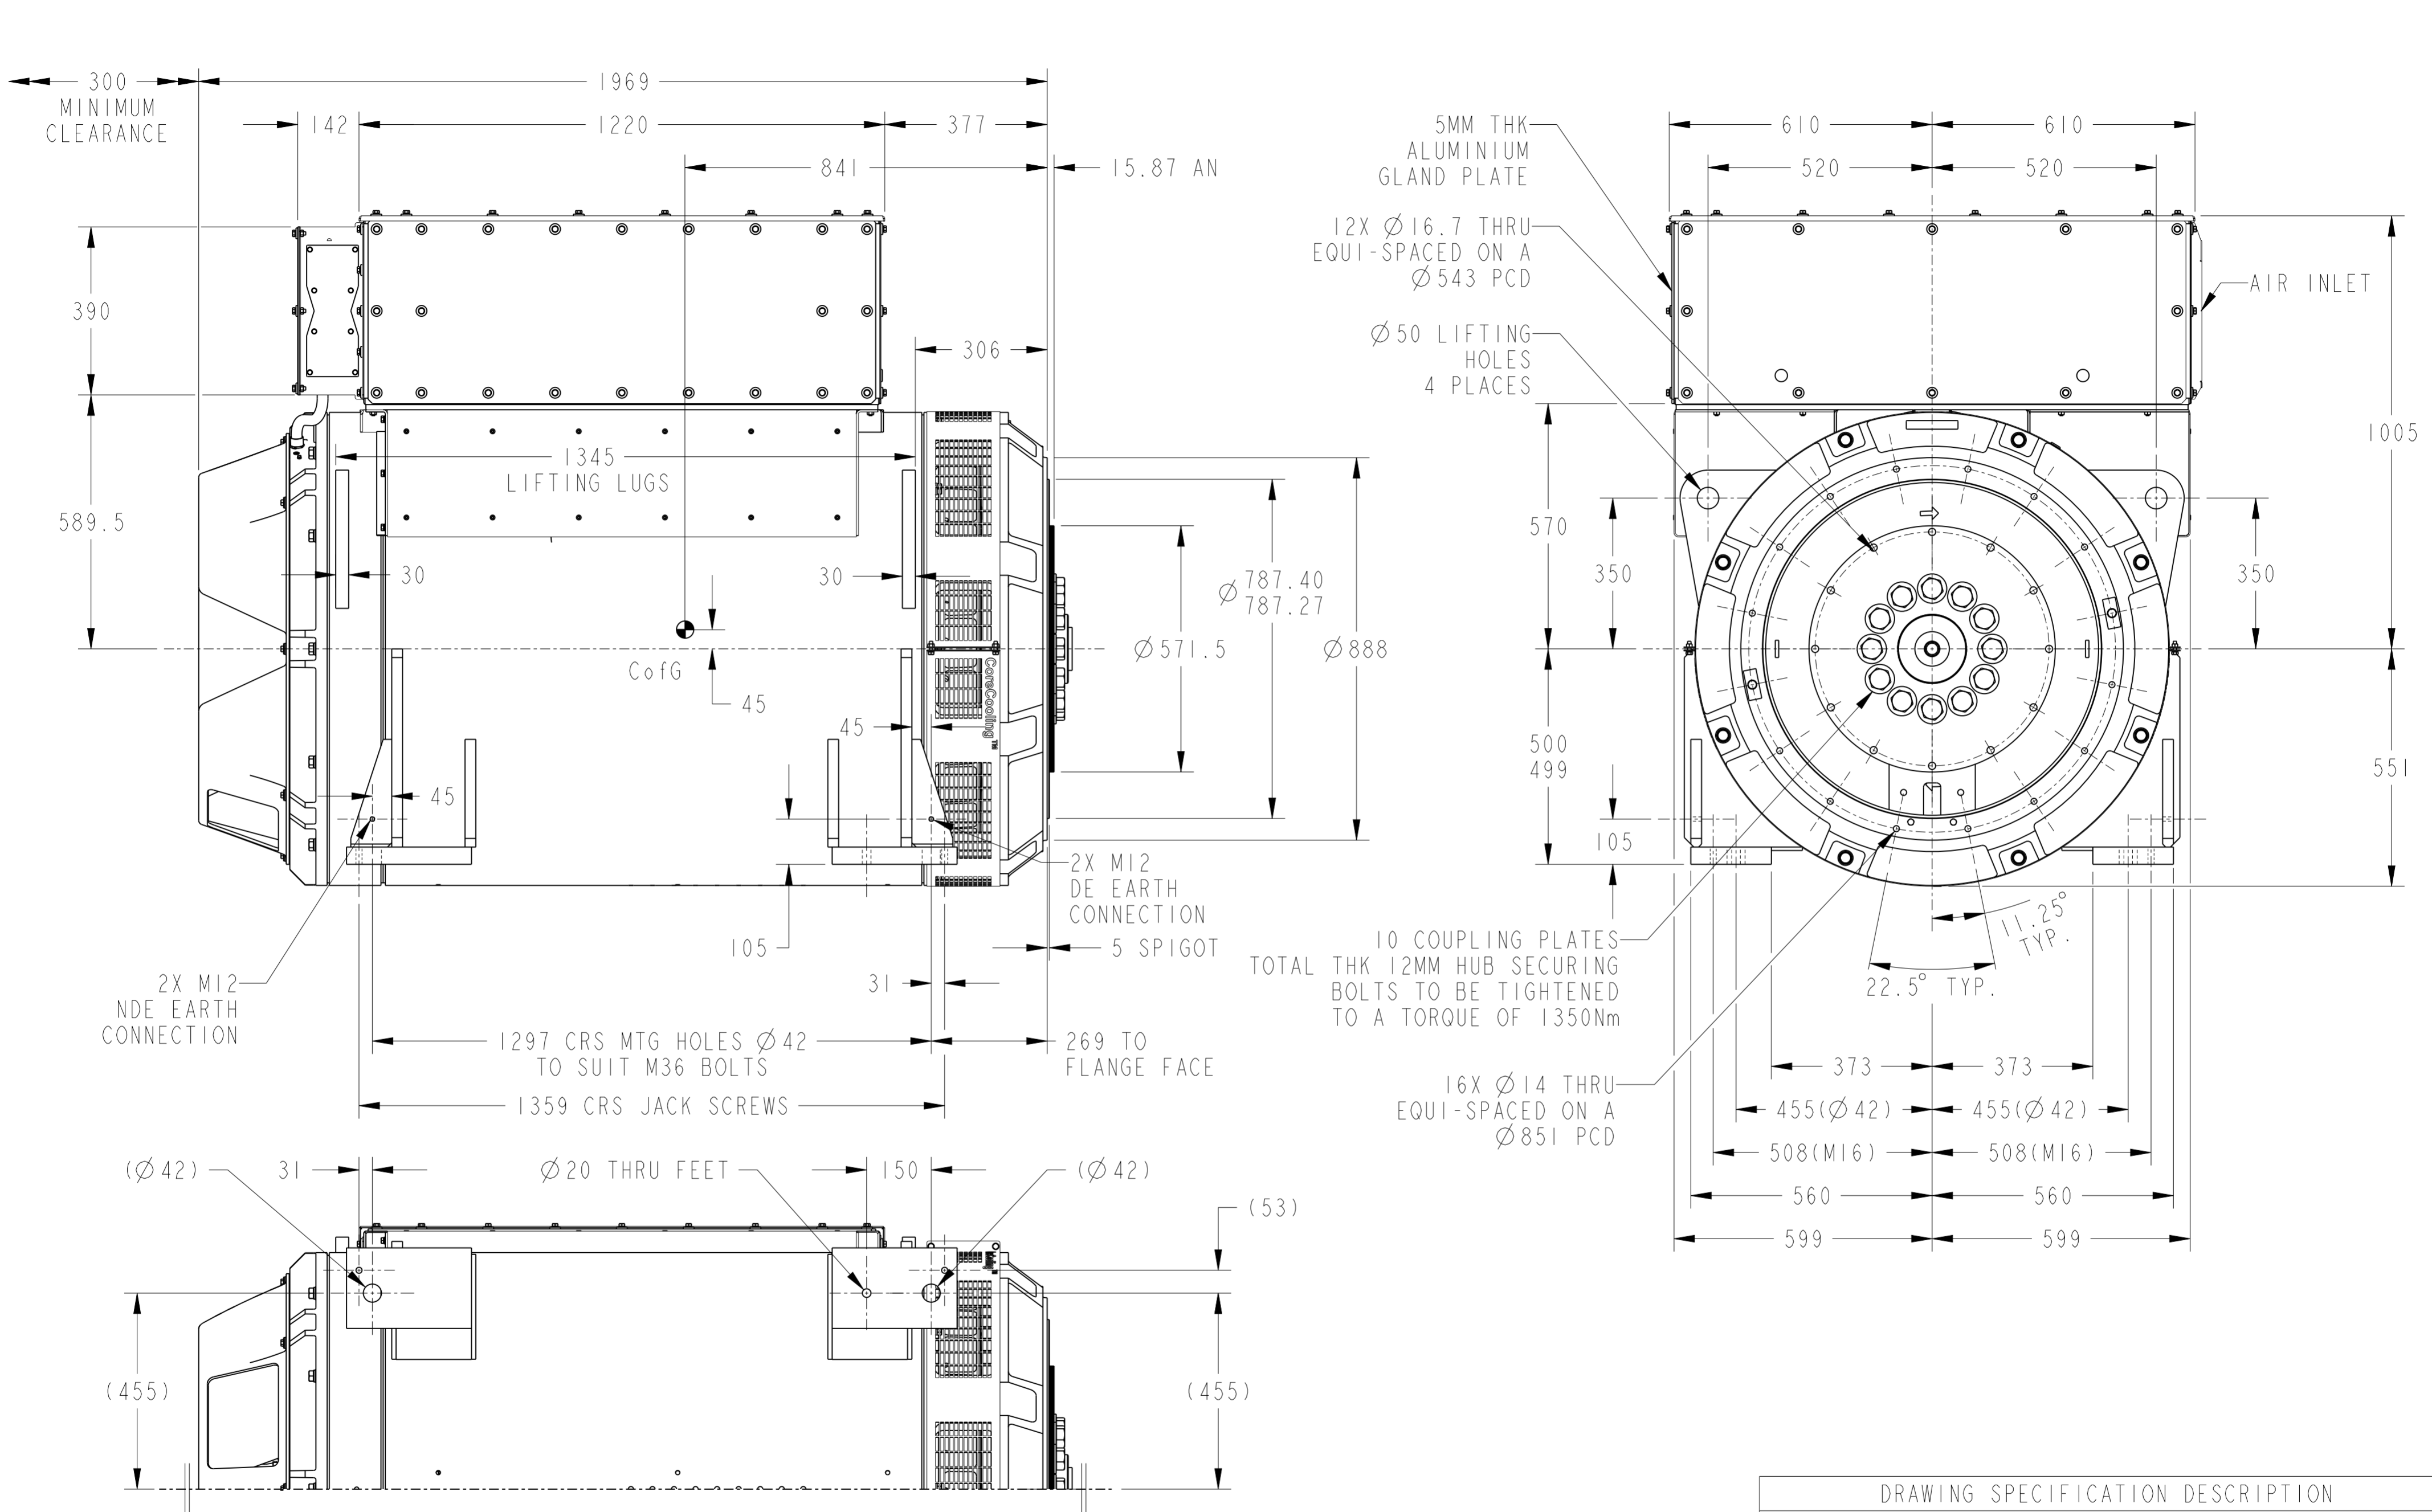 300
MINIMUM
CLEARANCE
1969
142
1220
377
841
15.87 AN
390
306
589.5
1345
LIFTING LUGS
30
30
Ø787.40
787.27
Ø571.5
Ø888
CofG
45
45
45
CoreCooling™
105
2X M12
DE EARTH
CONNECTION
5 SPIGOT
31
2X M12
NDE EARTH
CONNECTION
1297 CRS MTG HOLES Ø42
TO SUIT M36 BOLTS
269 TO
FLANGE FACE
1359 CRS JACK SCREWS
5MM THK
ALUMINIUM
GLAND PLATE
610
610
520
520
12X Ø16.7 THRU
EQUI-SPACED ON A
Ø543 PCD
AIR INLET
Ø50 LIFTING
HOLES
4 PLACES
1005
570
350
350
500
499
551
105
11.25°
TYP.
22.5° TYP.
10 COUPLING PLATES
TOTAL THK 12MM HUB SECURING
BOLTS TO BE TIGHTENED
TO A TORQUE OF 1350Nm
373
373
16X Ø14 THRU
EQUI-SPACED ON A
Ø851 PCD
455(Ø42)
455(Ø42)
508(M16)
508(M16)
560
560
599
599
(Ø42)
31
Ø20 THRU FEET
150
(Ø42)
(53)
(455)
(455)
DRAWING SPECIFICATION DESCRIPTION